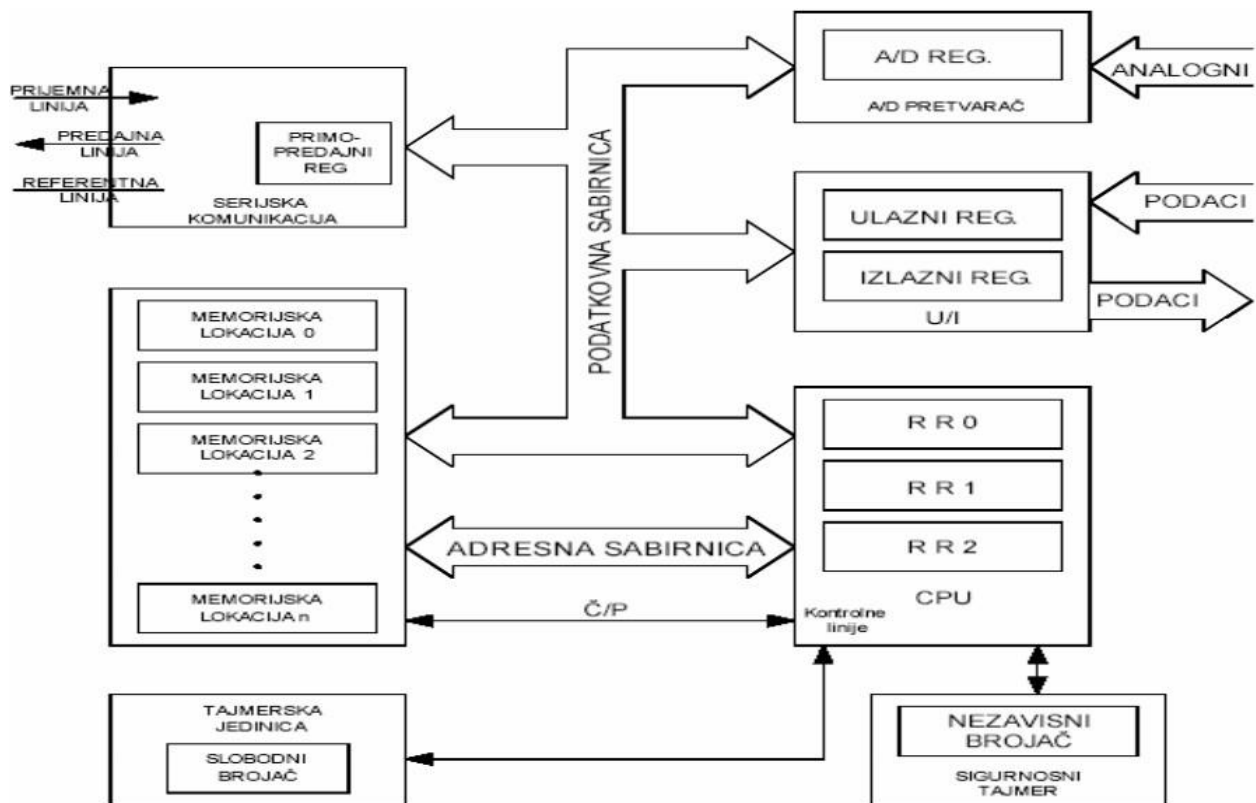 PRIJEMNA
LINIJA
PREDAJNA
LINIJA
REFERENTNA
LINIJA
PRIMO-
PREDAJNI
REG
SERIJSKA
KOMUNIKACIJA
A/D REG.
A/D PRETVARAČ
ANALOGNI
PODATKOVNA SABIRNICA
ULAZNI REG.
IZLAZNI REG.
U/I
PODACI
PODACI
MEMORIJSKA
LOKACIJA 0
MEMORIJSKA
LOKACIJA 1
MEMORIJSKA
LOKACIJA 2
MEMORIJSKA
LOKACIJA n
ADRESNA SABIRNICA
Č/P
R R 0
R R 1
R R 2
CPU
Kontrolne
linije
TAJMERSKA
JEDINICA
SLOBODNI
BROJAČ
NEZAVISNI
BROJAČ
SIGURNOSNI
TAJMER